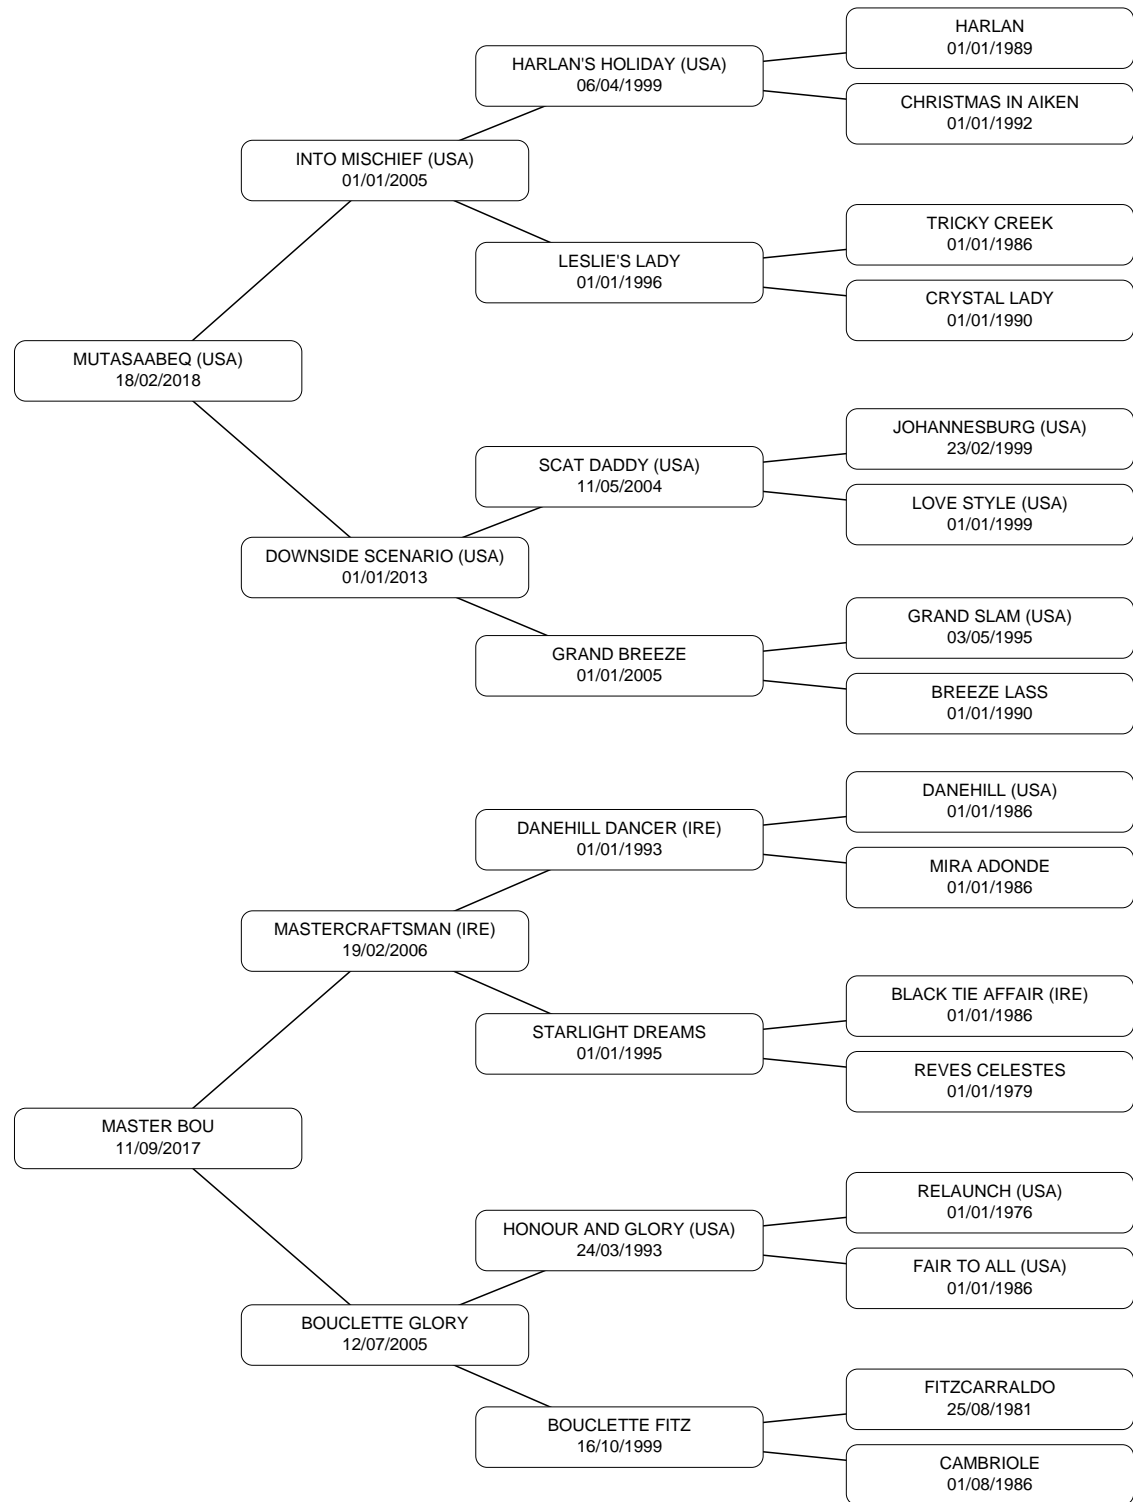 HARLAN
01/01/1989
HARLAN'S HOLIDAY (USA)
06/04/1999
CHRISTMAS IN AIKEN
01/01/1992
INTO MISCHIEF (USA)
01/01/2005
TRICKY CREEK
01/01/1986
LESLIE'S LADY
01/01/1996
CRYSTAL LADY
01/01/1990
MUTASAABEQ (USA)
18/02/2018
JOHANNESBURG (USA)
23/02/1999
SCAT DADDY (USA)
11/05/2004
LOVE STYLE (USA)
01/01/1999
DOWNSIDE SCENARIO (USA)
01/01/2013
GRAND SLAM (USA)
03/05/1995
GRAND BREEZE
01/01/2005
BREEZE LASS
01/01/1990
DANEHILL (USA)
01/01/1986
DANEHILL DANCER (IRE)
01/01/1993
MIRA ADONDE
01/01/1986
MASTERCRAFTSMAN (IRE)
19/02/2006
BLACK TIE AFFAIR (IRE)
01/01/1986
STARLIGHT DREAMS
01/01/1995
REVES CELESTES
01/01/1979
MASTER BOU
11/09/2017
RELAUNCH (USA)
01/01/1976
HONOUR AND GLORY (USA)
24/03/1993
FAIR TO ALL (USA)
01/01/1986
BOUCLETTE GLORY
12/07/2005
FITZCARRALDO
25/08/1981
BOUCLETTE FITZ
16/10/1999
CAMBRIOLE
01/08/1986